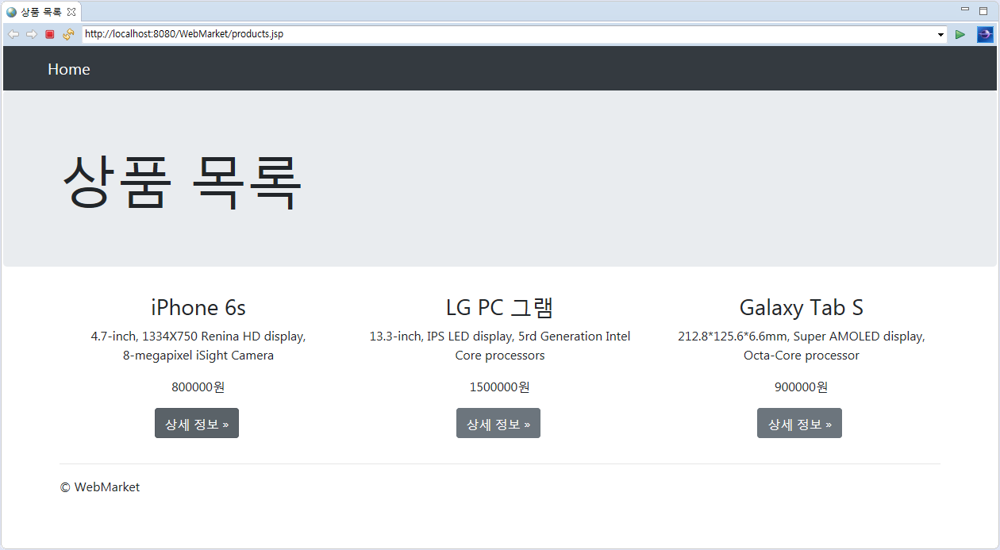 상품 목록
http://localhost:8080/WebMarket/products.jsp
Home
상품 목록
iPhone 6s
4.7-inch, 1334X750 Renina HD display,
8-megapixel iSight Camera
800000원
상세 정보 »
LG PC 그램
13.3-inch, IPS LED display, 5rd Generation Intel
Core processors
1500000원
상세 정보 »
Galaxy Tab S
212.8*125.6*6.6mm, Super AMOLED display,
Octa-Core processor
900000원
상세 정보 »
© WebMarket